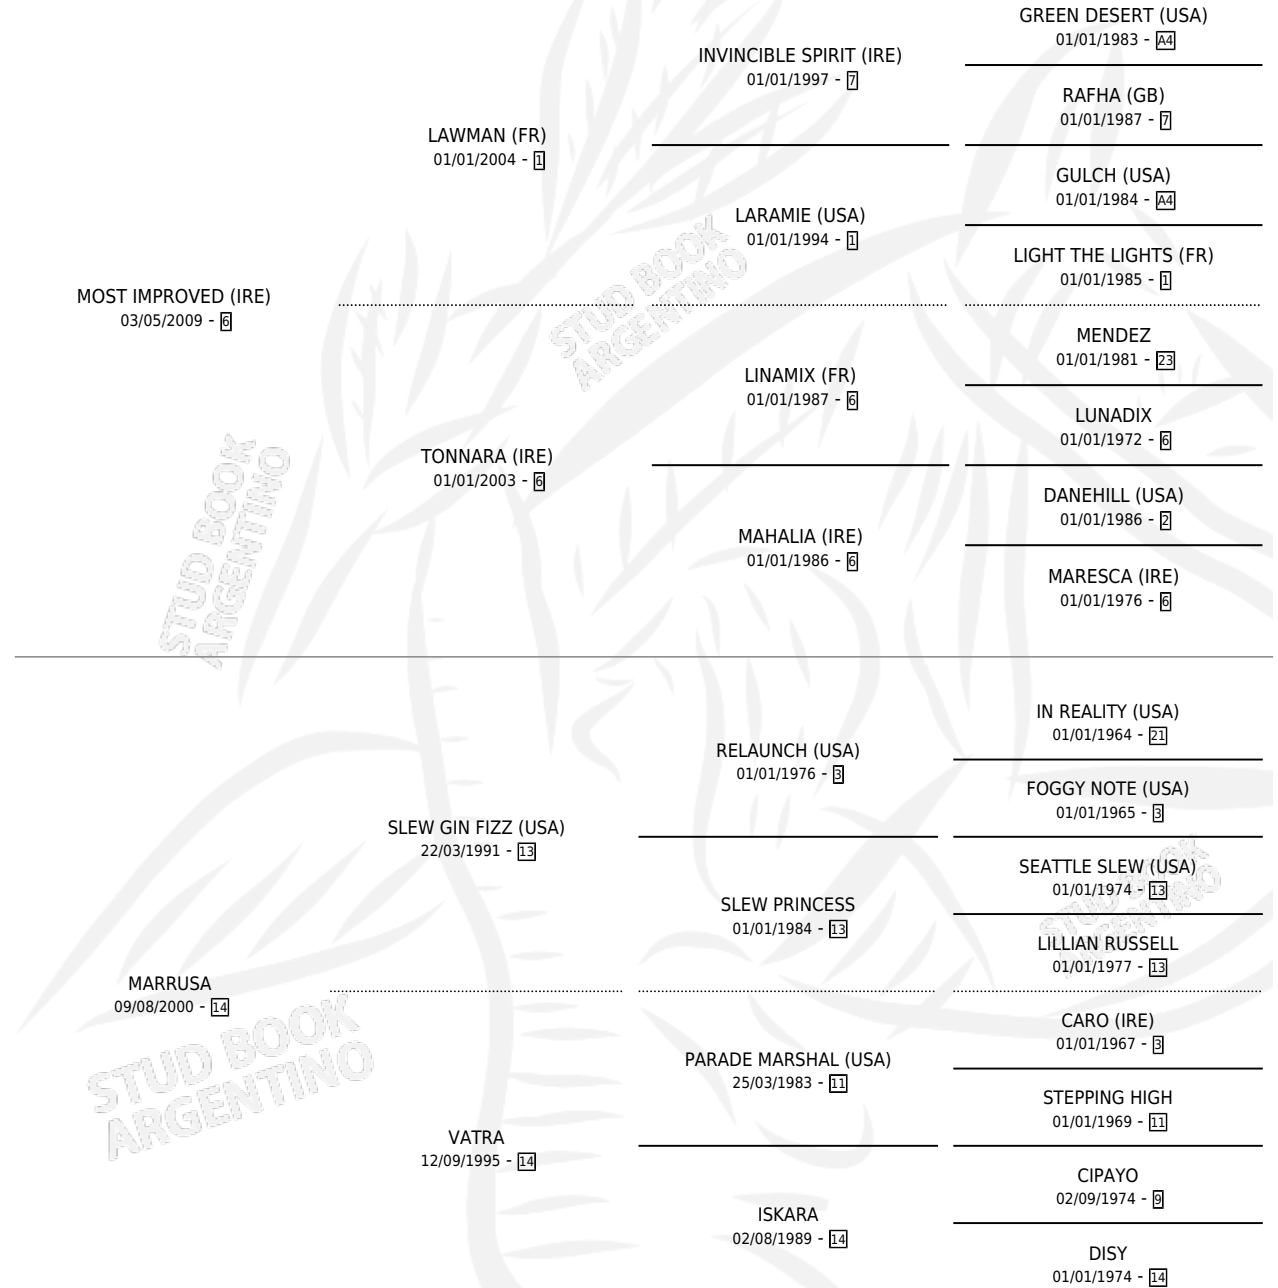 GREEN DESERT (USA)
01/01/1983 - A4
INVINCIBLE SPIRIT (IRE)
01/01/1997 - 7
RAFHA (GB)
01/01/1987 - 7
LAWMAN (FR)
01/01/2004 - 1
GULCH (USA)
01/01/1984 - A4
LARAMIE (USA)
01/01/1994 - 1
LIGHT THE LIGHTS (FR)
01/01/1985 - 1
MOST IMPROVED (IRE)
03/05/2009 - 6
MENDEZ
01/01/1981 - 23
LINAMIX (FR)
01/01/1987 - 6
LUNADIX
01/01/1972 - 6
TONNARA (IRE)
01/01/2003 - 6
DANEHILL (USA)
01/01/1986 - 2
MAHALIA (IRE)
01/01/1986 - 6
MARESCA (IRE)
01/01/1976 - 6
IN REALITY (USA)
01/01/1964 - 21
RELAUNCH (USA)
01/01/1976 - 3
FOGGY NOTE (USA)
01/01/1965 - 3
SLEW GIN FIZZ (USA)
22/03/1991 - 13
SEATTLE SLEW (USA)
01/01/1974 - 13
SLEW PRINCESS
01/01/1984 - 13
LILLIAN RUSSELL
01/01/1977 - 13
MARRUSA
09/08/2000 - 14
CARO (IRE)
01/01/1967 - 3
PARADE MARSHAL (USA)
25/03/1983 - 11
STEPPING HIGH
01/01/1969 - 11
VATRA
12/09/1995 - 14
CIPAYO
02/09/1974 - 9
ISKARA
02/08/1989 - 14
DISY
01/01/1974 - 14
STUD BOOK
ARGENTINO
STUD BOOK
ARGENTINO
STUD BOOK
ARGENTINO
STUD BOOK
ARGENTINO